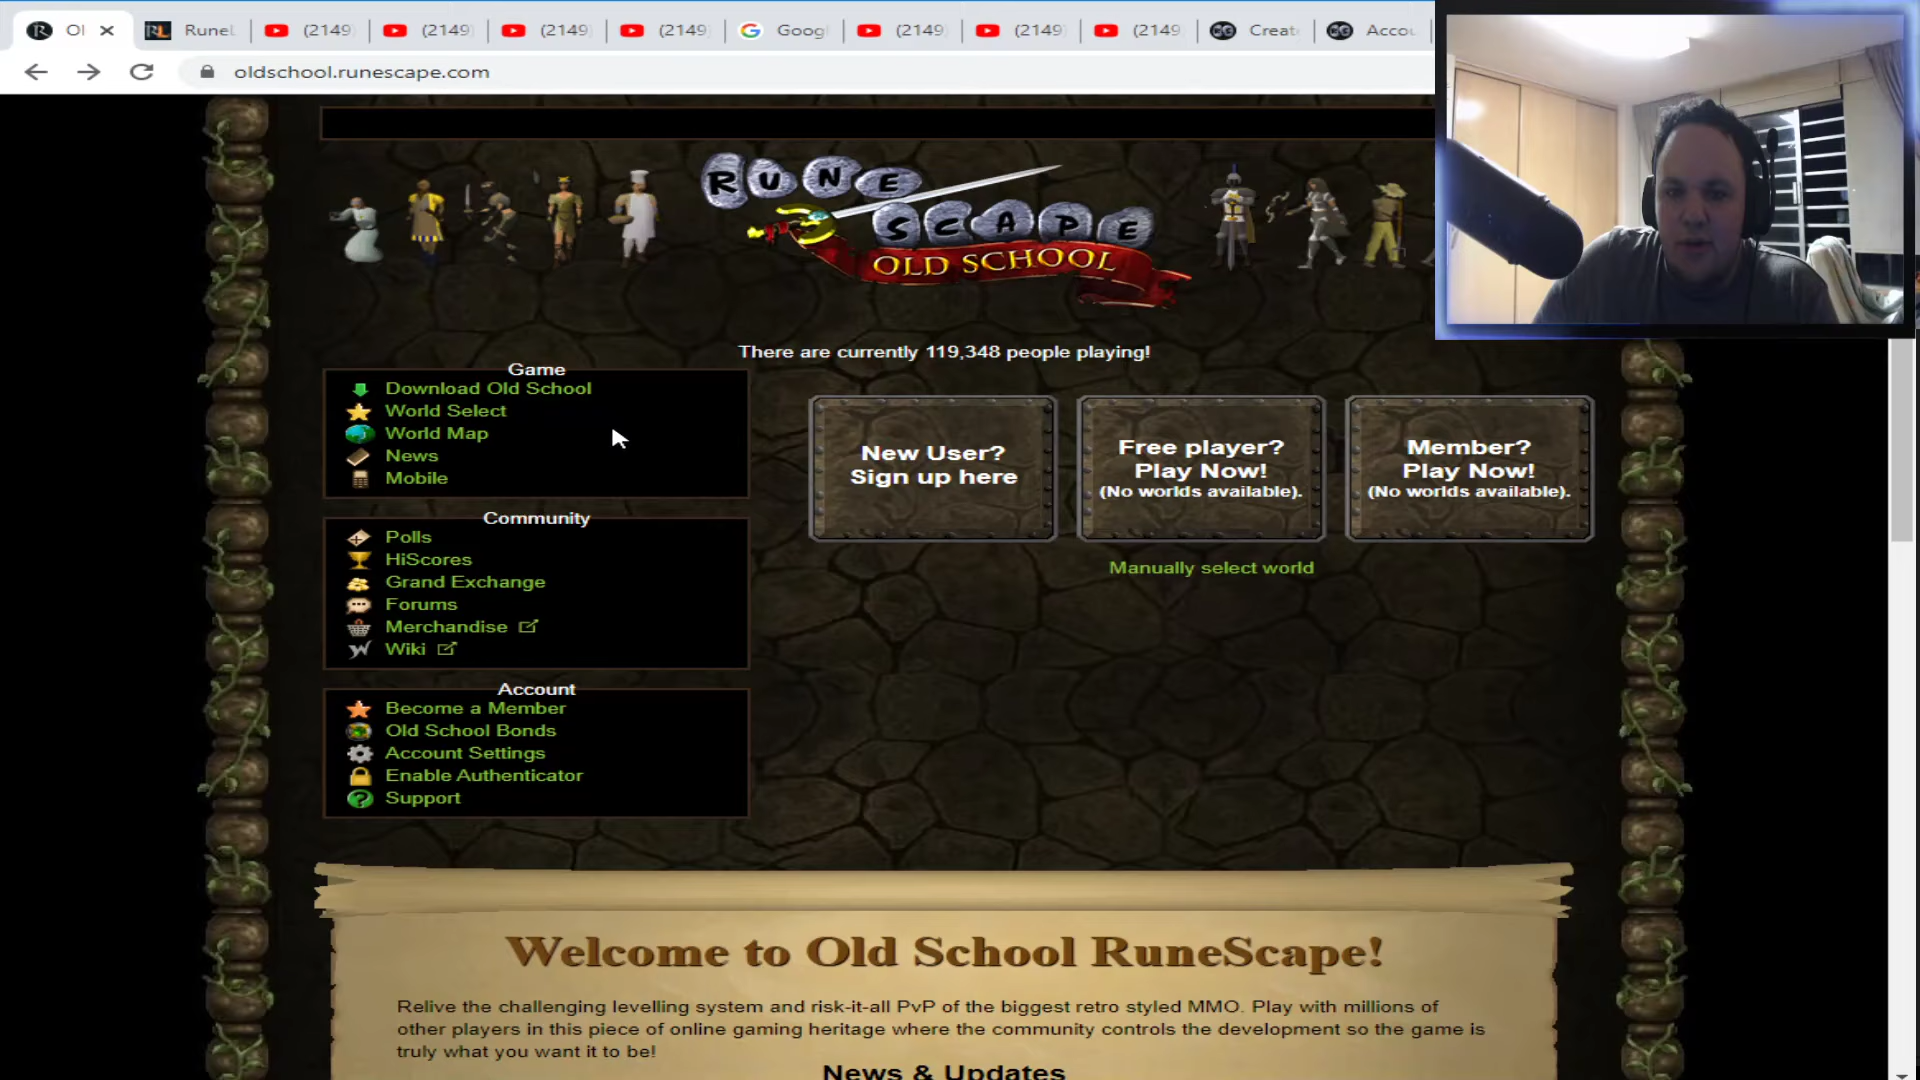 Ol
Runel
(2149
(2149
(2149
(2149
Goog
(2149
(2149
(2149
Creat
Accou
oldschool.runescape.com
RUNE
SCAPE
OLD SCHOOL
There are currently 119,348 people playing!
Game
Download Old School
World Select
World Map
News
Mobile
New User?
Sign up here
Free player?
Play Now!
(No worlds available).
Member?
Play Now!
(No worlds available).
Manually select world
Community
Polls
HiScores
Grand Exchange
Forums
Merchandise
Wiki
Account
Become a Member
Old School Bonds
Account Settings
Enable Authenticator
Support
Welcome to Old School RuneScape!
Relive the challenging levelling system and risk-it-all PvP of the biggest retro styled MMO. Play with millions of
other players in this piece of online gaming heritage where the community controls the development so the game is
truly what you want it to be!
News & Updates